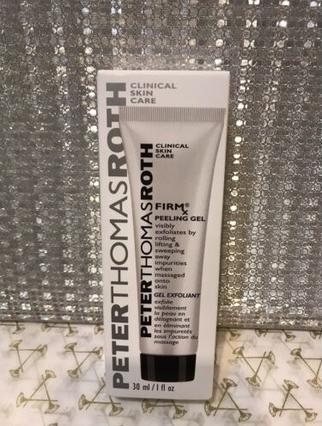 CLINICAL
SKIN
CARE
PETERTHOMASROTH
CLINICAL
SKIN
CARE
PETERTHOMASROTH
FIRMx®
PEELING GEL
visibly
exfoliates by
rolling
lifting &
sweeping
away
impurities
when
massaged
onto
skin
GEL EXFOLIANT
exfolie
visiblement
la peau en
délogeant et
en éliminant
les impuretés
sous l'action du
massage
30 ml / 1 fl oz